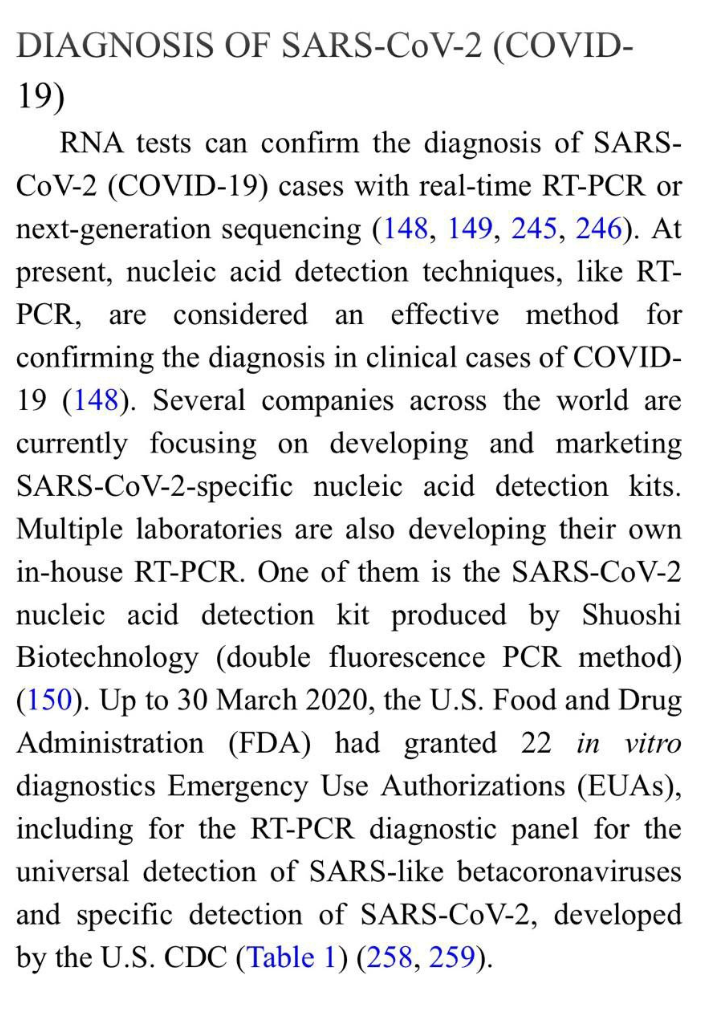 DIAGNOSIS OF SARS-CoV-2 (COVID-
19)
RNA tests can confirm the diagnosis of SARS-
CoV-2 (COVID-19) cases with real-time RT-PCR or
next-generation sequencing (148, 149, 245, 246). At
present, nucleic acid detection techniques, like RT-
PCR, are considered an effective method for
confirming the diagnosis in clinical cases of COVID-
19 (148). Several companies across the world are
currently focusing on developing and marketing
SARS-CoV-2-specific nucleic acid detection kits.
Multiple laboratories are also developing their own
in-house RT-PCR. One of them is the SARS-CoV-2
nucleic acid detection kit produced by Shuoshi
Biotechnology (double fluorescence PCR method)
(150). Up to 30 March 2020, the U.S. Food and Drug
Administration (FDA) had granted 22 in vitro
diagnostics Emergency Use Authorizations (EUAs),
including for the RT-PCR diagnostic panel for the
universal detection of SARS-like betacoronaviruses
and specific detection of SARS-CoV-2, developed
by the U.S. CDC (Table 1) (258, 259).